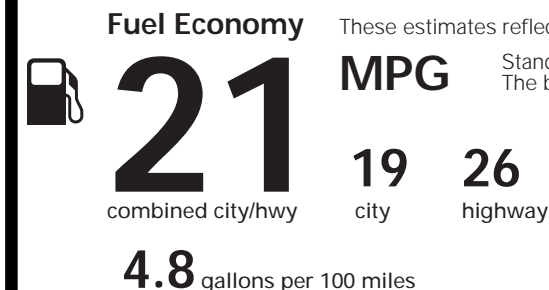 Fuel Economy These estimates reflec
21 MPG Stand
The b
19 26
combined city/hwy city highway
4.8 gallons per 100 miles